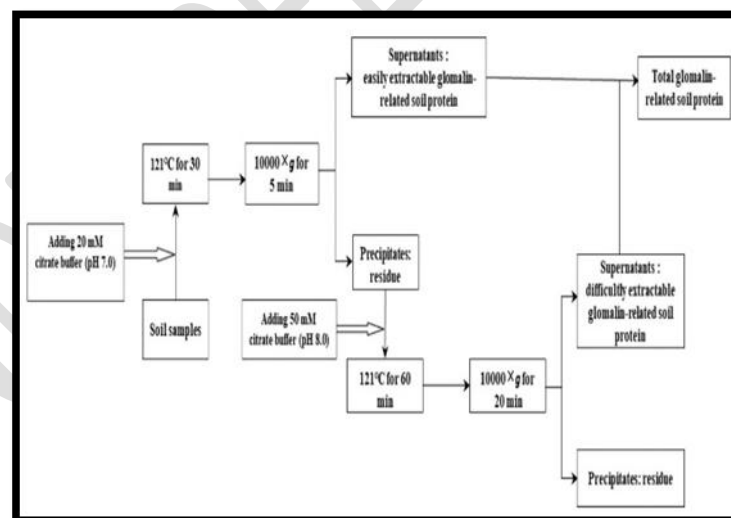 Supernatants :
easily extractable glomalin-
related soil protein
Total glomalin-
related soil protein
121°C for 30
min
10000×g for
5 min
Adding 20 mM
citrate buffer (pH 7.0)
Soil samples
Precipitates:
residue
Adding 50 mM
citrate buffer (pH 8.0)
121°C for 60
min
10000×g for
20 min
Supernatants :
difficultly extractable
glomalin-related soil
protein
Precipitates: residue